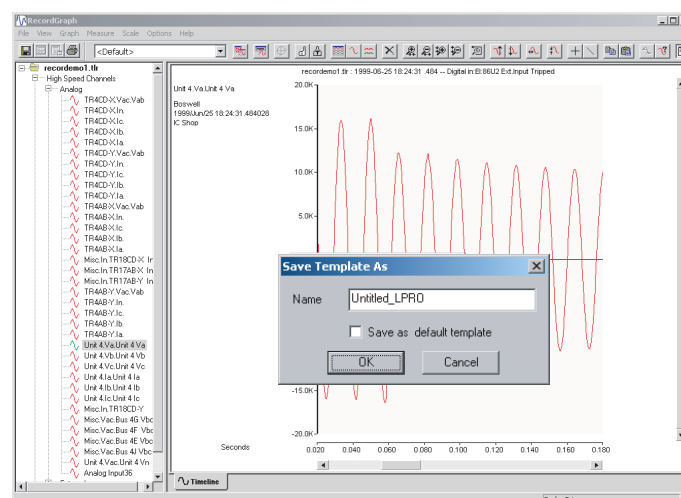 RecordGraph
File View Graph Measure Scale Options Help
<Default>
recordemo1.tlr
High Speed Channels
Analog
TR4CD-X.Vac.Vab
TR4CD-X.In.
TR4CD-X.Ic.
TR4CD-X.Ib.
TR4CD-X.Ia.
TR4CD-Y.Vac.Vab
TR4CD-Y.In.
TR4CD-Y.Ic.
TR4CD-Y.Ib.
TR4CD-Y.Ia.
TR4AB-X.Vac.Vab
TR4AB-X.In.
TR4AB-X.Ic.
TR4AB-X.Ib.
TR4AB-X.Ia.
Misc.In.TR18CD-X In
Misc.In.TR17AB-X In
Misc.In.TR17AB-Y In
TR4AB-Y.Vac.Vab
TR4AB-Y.In.
TR4AB-Y.Ic.
TR4AB-Y.Ib.
TR4AB-Y.Ia.
Unit 4.Va.Unit 4 Va
Unit 4.Vb.Unit 4 Vb
Unit 4.Vc.Unit 4 Vc
Unit 4.Ia.Unit 4 Ia
Unit 4.Ib.Unit 4 Ib
Unit 4.Ic.Unit 4 Ic
Misc.In.TR18CD-Y
Misc.Vac.Bus 4G Vbc
Misc.Vac.Bus 4F Vbc
Misc.Vac.Bus 4E Vbc
Misc.Vac.Bus 4J Vbc
Unit 4.Vac.Unit 4 Vn
Analog Input36
recordemo1.tlr : 1999-06-25 18:24:31 .484 -- Digital in:EI:86U2 Ext.Input Tripped
Unit 4.Va.Unit 4 Va
Boswell
1999/Jun/25 18:24:31.484028
IC Shop
20.0K
15.0K
10.0K
5.0K
-15.0K
-20.0K
Seconds
0.020 0.040 0.060 0.080 0.100 0.120 0.140 0.160 0.180
Timeline
Save Template As
Name
Untitled_LPRO
Save as default template
OK
Cancel